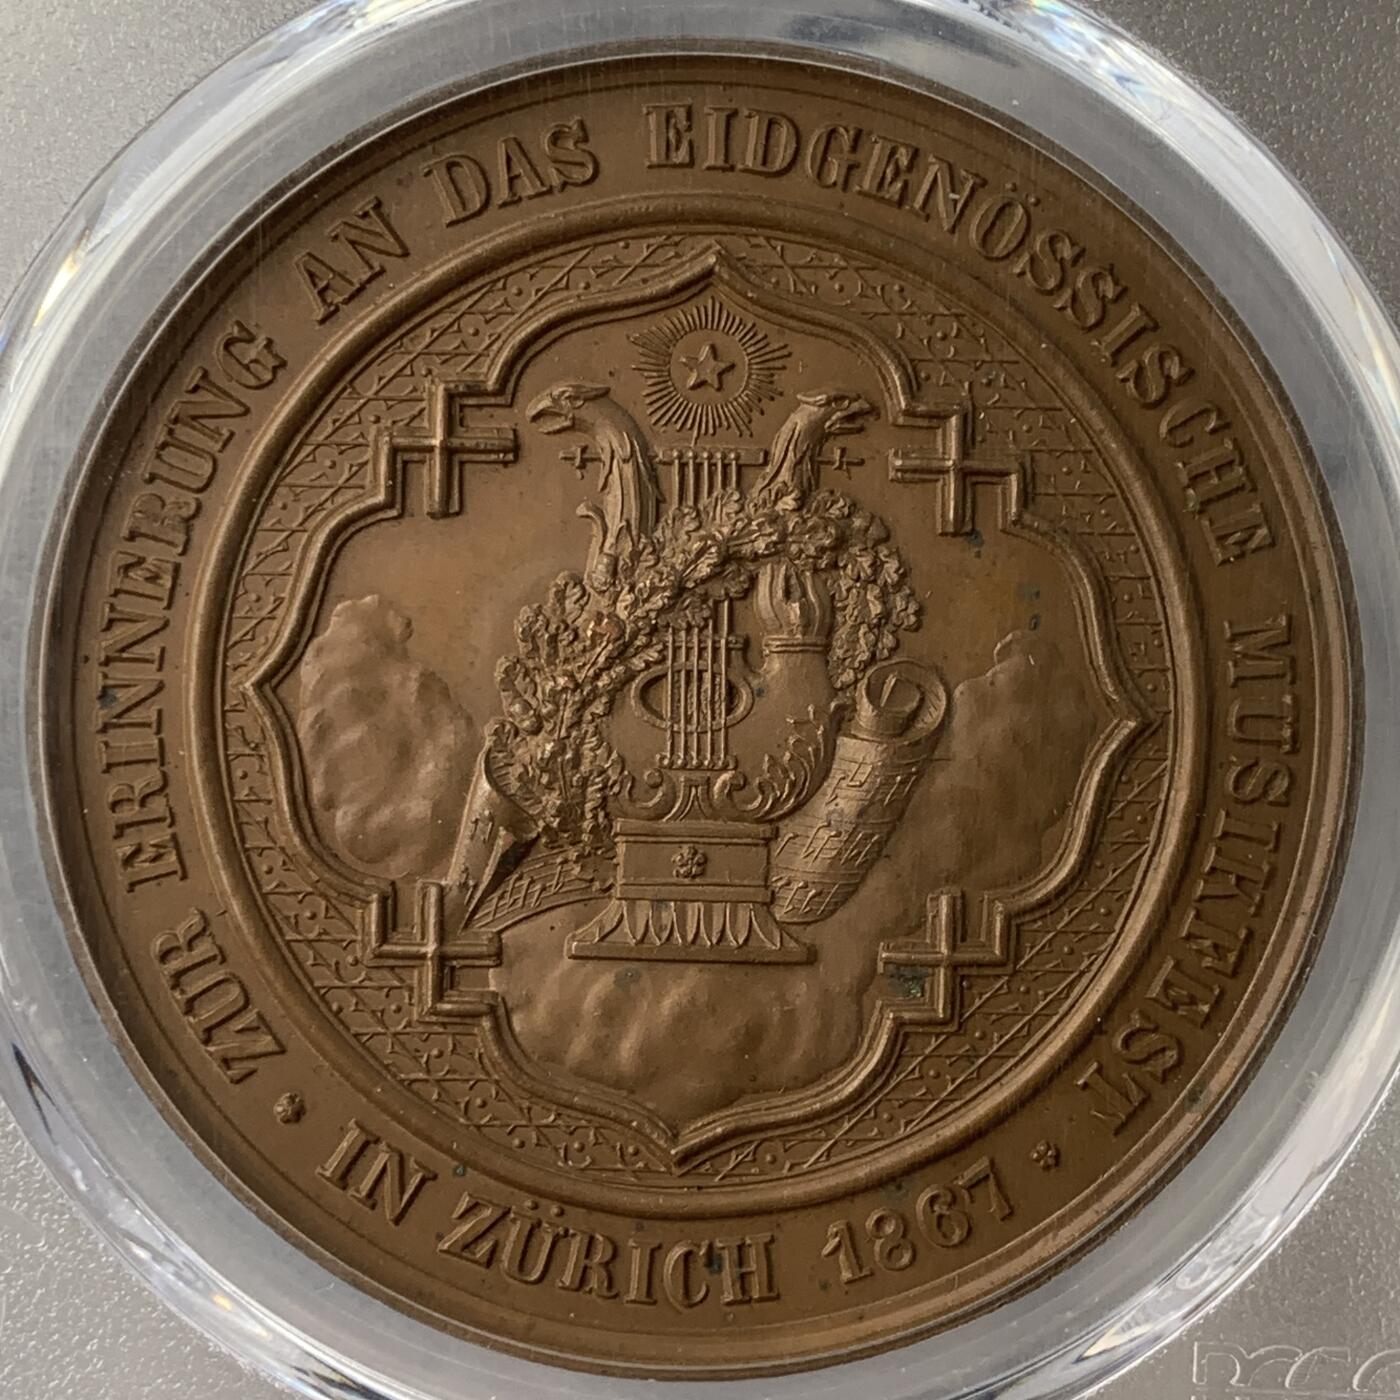 ZUR ERINNERUNG AN DAS EIDGENÖSSISCHE MUSIKFEST
IN ZÜRICH 1867